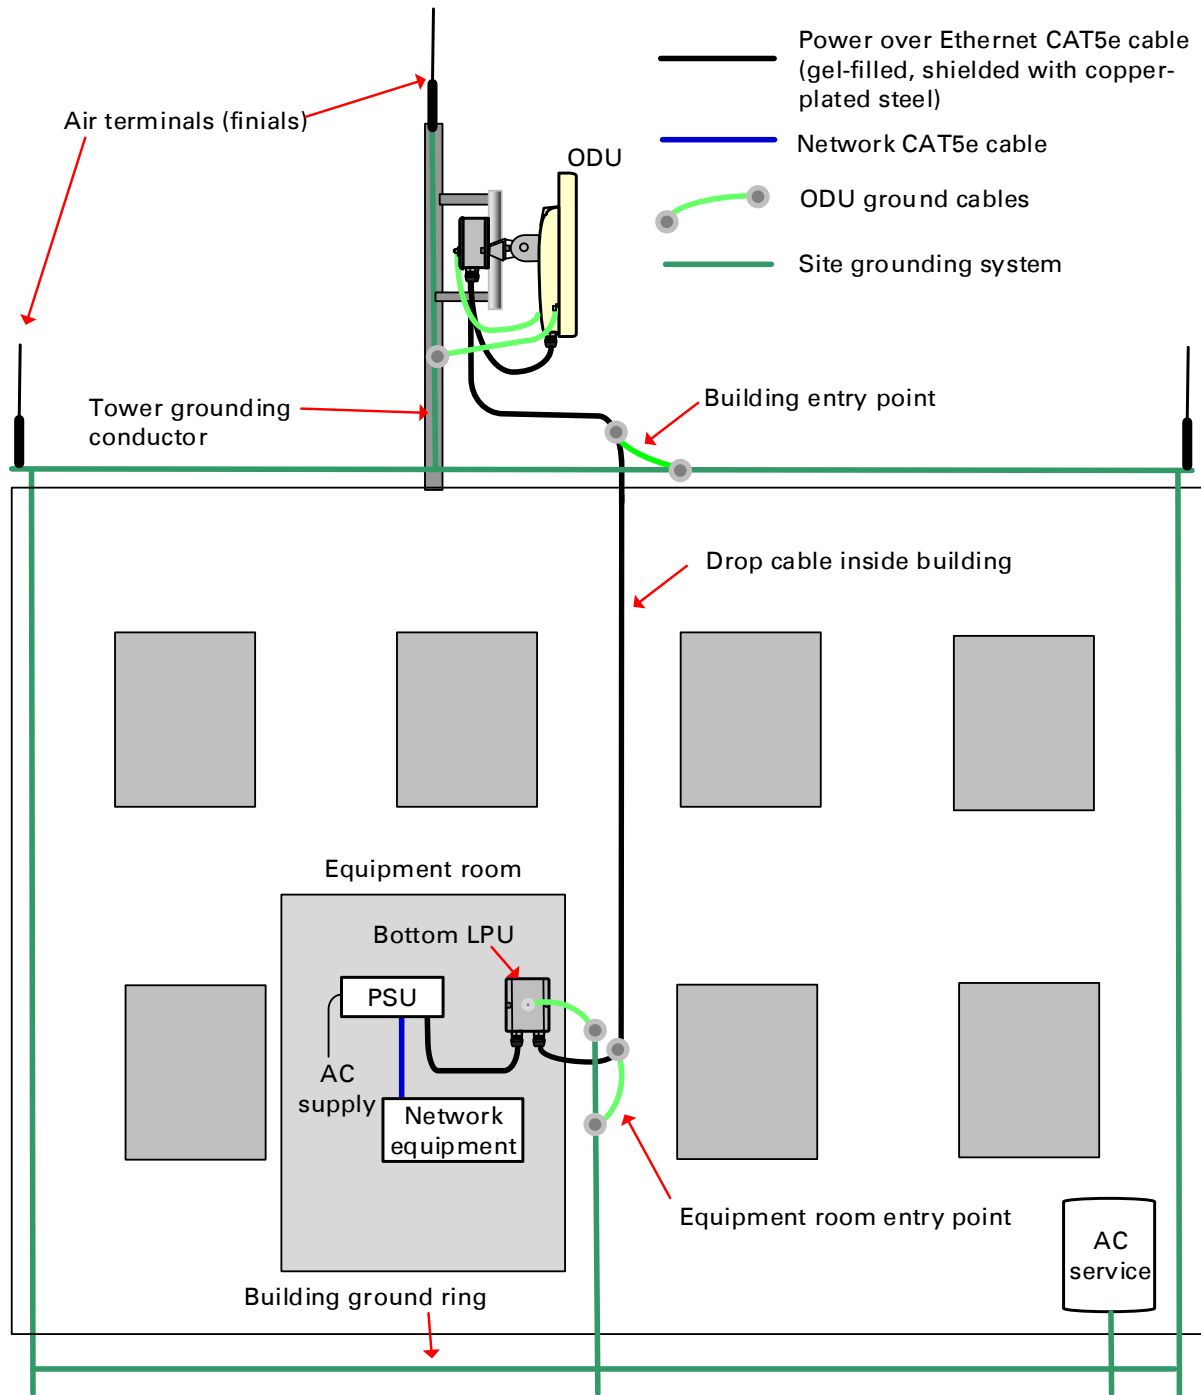 Power over Ethernet CAT5e cable
(gel-filled, shielded with copper-
plated steel)
Air terminals (finials)
Network CAT5e cable
ODU
ODU ground cables
Site grounding system
Tower grounding
conductor
Building entry point
Drop cable inside building
Equipment room
Bottom LPU
PSU
AC
supply
Network
equipment
Equipment room entry point
AC
service
Building ground ring